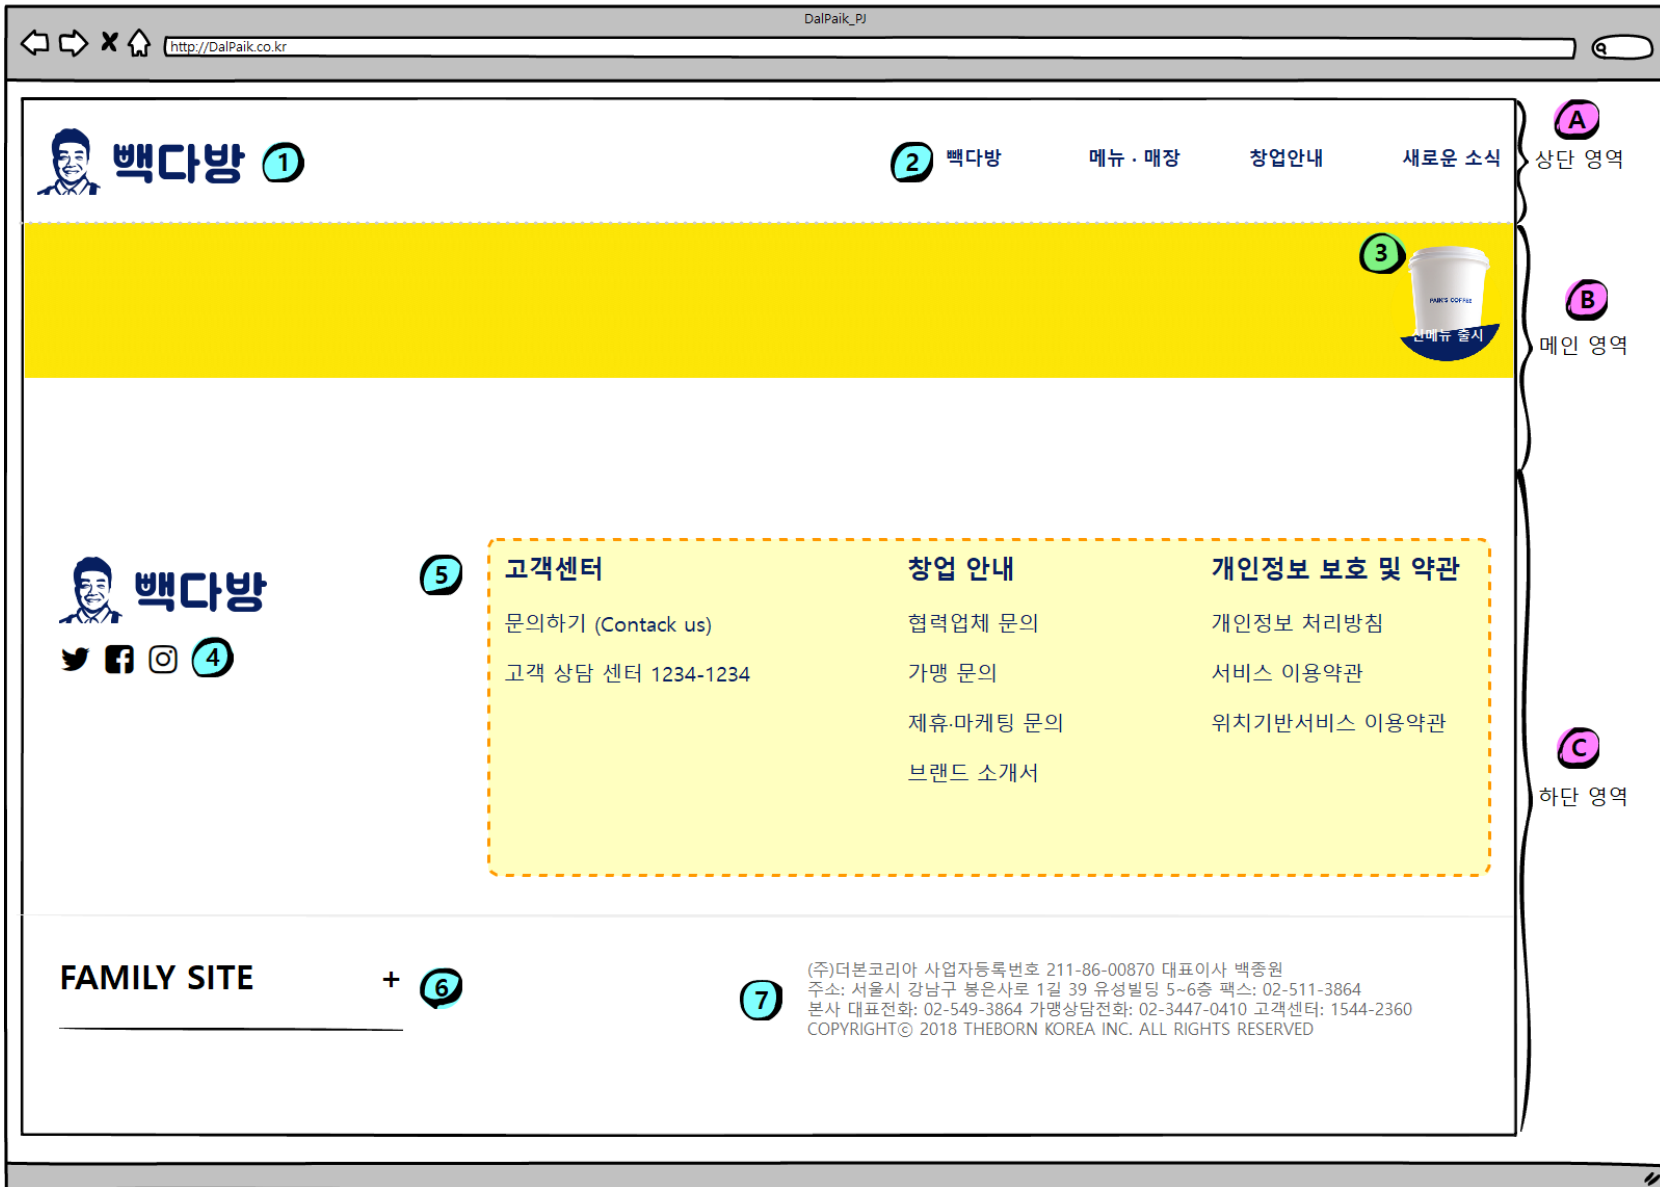 DalPaik_PJ
http://DalPaik.co.kr
빽다방
1
2
빽다방
메뉴 · 매장
창업안내
새로운 소식
A
상단 영역
3
PAIK'S COFFEE
신메뉴 출시
B
메인 영역
빽다방
4
5
고객센터
문의하기 (Contack us)
고객 상담 센터 1234-1234
창업 안내
협력업체 문의
가맹 문의
제휴·마케팅 문의
브랜드 소개서
개인정보 보호 및 약관
개인정보 처리방침
서비스 이용약관
위치기반서비스 이용약관
C
하단 영역
FAMILY SITE +
6
7
(주)더본코리아 사업자등록번호 211-86-00870 대표이사 백종원
주소: 서울시 강남구 봉은사로 1길 39 유성빌딩 5~6층 팩스: 02-511-3864
본사 대표전화: 02-549-3864 가맹상담전화: 02-3447-0410 고객센터: 1544-2360
COPYRIGHTⓒ 2018 THEBORN KOREA INC. ALL RIGHTS RESERVED